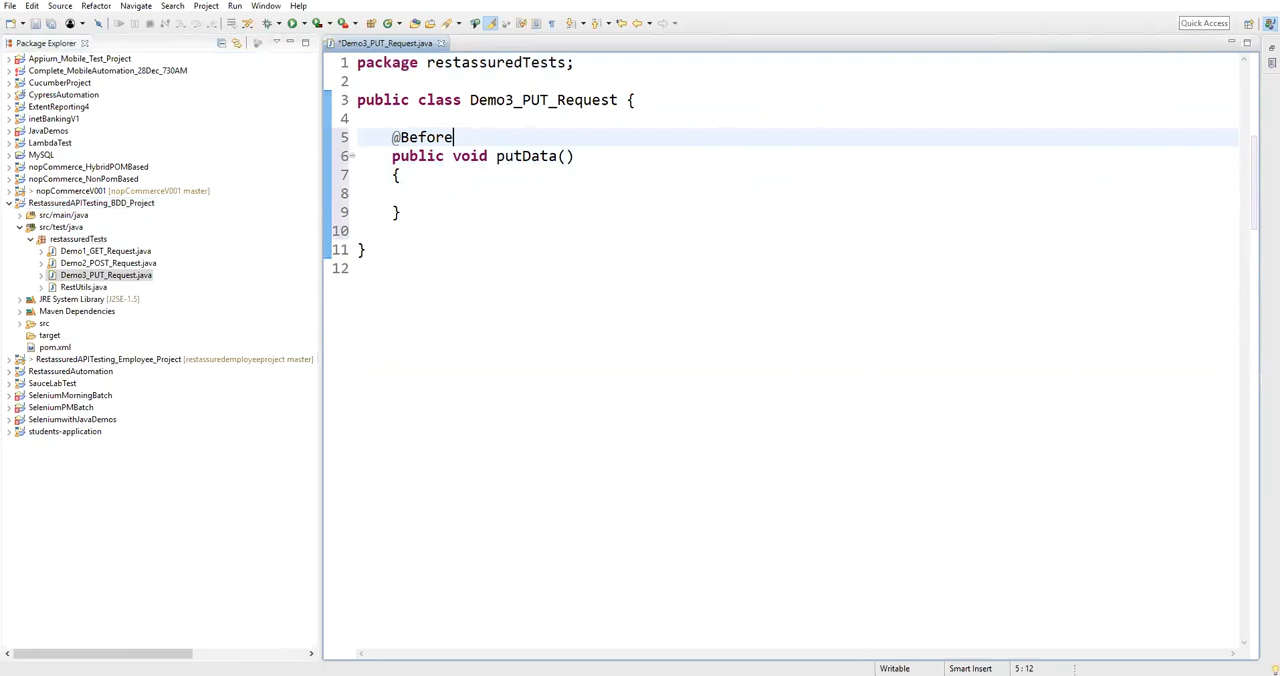 File Edit Source Refactor Navigate Search Project Run Window Help
Quick Access
Package Explorer
*Demo3_PUT_Request.java
Appium_Mobile_Test_Project
Complete_MobileAutomation_28Dec_730AM
CucumberProject
CypressAutomation
ExtentReporting4
inetBankingV1
JavaDemos
LambdaTest
MySQL
nopCommerce_HybridPOMBased
nopCommerce_NonPomBased
> nopCommerceV001 [nopCommerceV001 master]
RestassuredAPITesting_BDD_Project
src/main/java
src/test/java
restassuredTests
Demo1_GET_Request.java
Demo2_POST_Request.java
Demo3_PUT_Request.java
RestUtils.java
JRE System Library [J2SE-1.5]
Maven Dependencies
src
target
pom.xml
> RestassuredAPITesting_Employee_Project [restassuredemployeeproject master]
RestassuredAutomation
SauceLabTest
SeleniumMorningBatch
SeleniumPMBatch
SeleniumwithJavaDemos
students-application
1 package restassuredTests;
2
3 public class Demo3_PUT_Request {
4
5 @Before
6 public void putData()
7 {
8
9 }
10
11 }
12
Writable Smart Insert 5 : 12